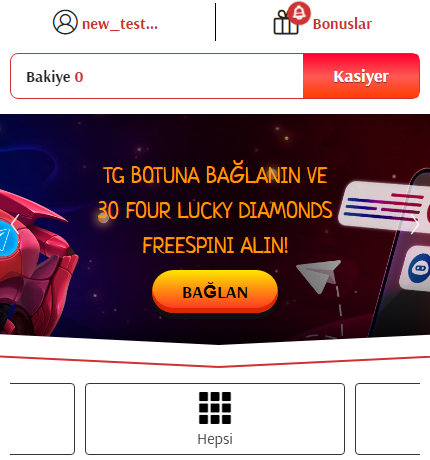 new_test...
Bonuslar
Bakiye 0
Kasiyer
TG BOTUNA BAĞLANIN VE
30 FOUR LUCKY DIAMONDS
FREESPINI ALIN!
BAĞLAN
Hepsi